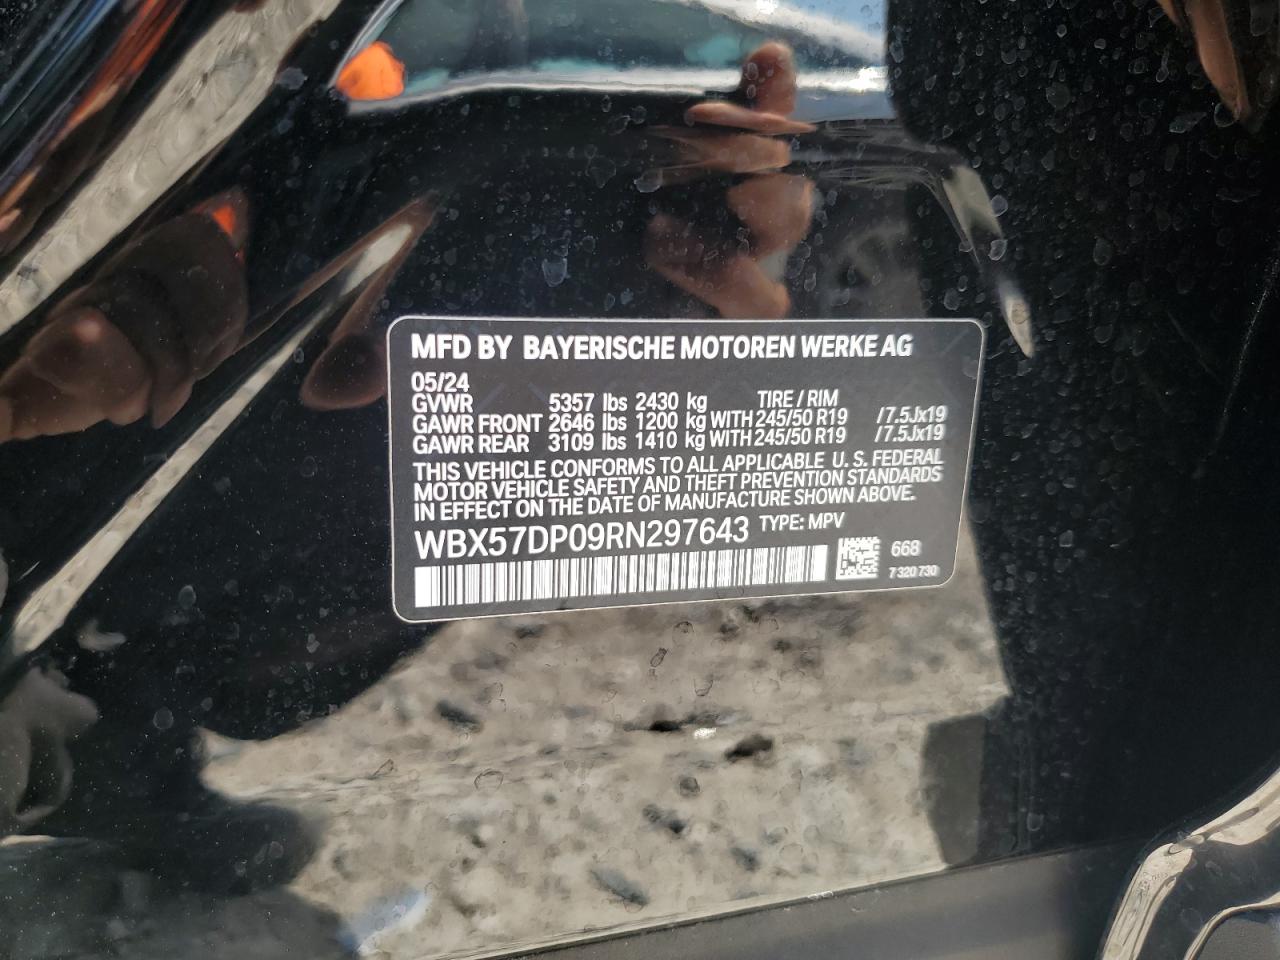 MFD BY BAYERISCHE MOTOREN WERKE AG
05/24
GVWR 5357 lbs 2430 kg TIRE / RIM
GAWR FRONT 2646 lbs 1200 kg WITH 245/50 R19 /7.5Jx19
GAWR REAR 3109 lbs 1410 kg WITH 245/50 R19 /7.5Jx19
THIS VEHICLE CONFORMS TO ALL APPLICABLE U.S. FEDERAL
MOTOR VEHICLE SAFETY AND THEFT PREVENTION STANDARDS
IN EFFECT ON THE DATE OF MANUFACTURE SHOWN ABOVE.
WBX57DP09RN297643 TYPE: MPV
668
7 320 730